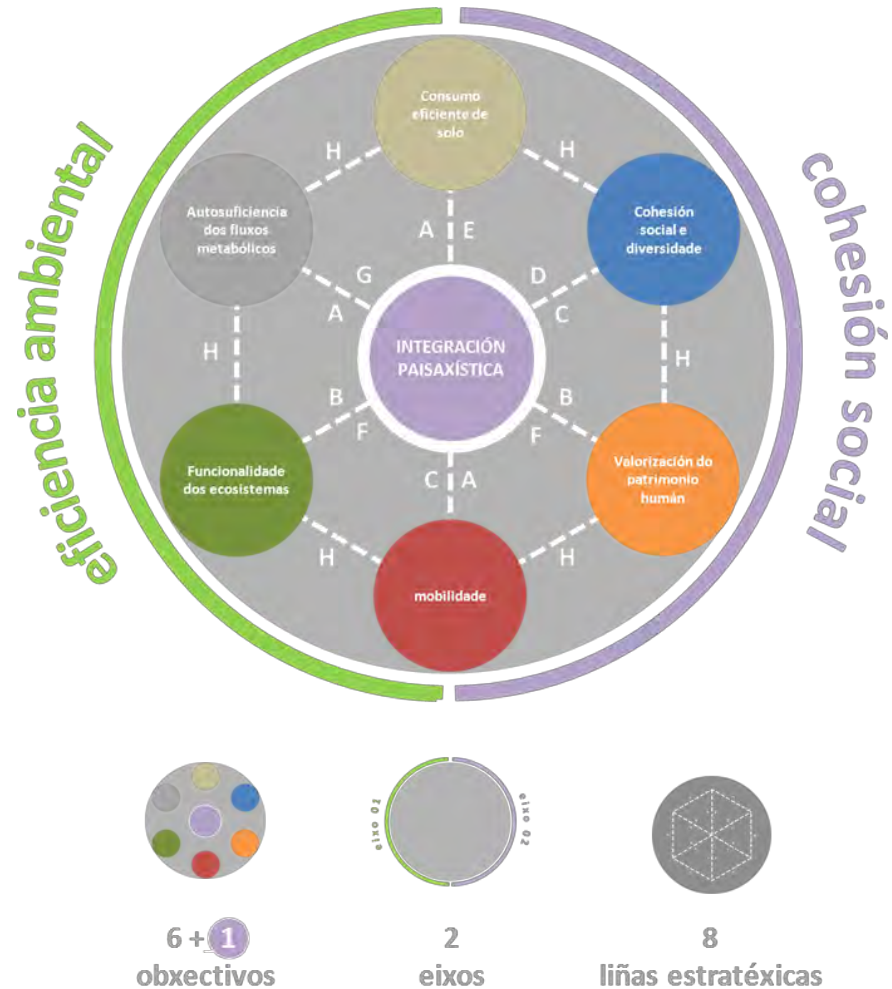 eficiencia ambiental
cohesión social
Consumo
eficiente de
solo
H
H
A E
Autosuficiencia
dos fluxos
metabólicos
Cohesión
social e
diversidade
G
A
D
C
INTEGRACIÓN
PAISAXÍSTICA
H
H
B
F
B
F
Funcionalidade
dos ecosistemas
Valorización do
patrimonio
humán
C A
H
H
mobilidade
eixo 02
eixo 02
6 + 1
obxectivos
2
eixos
8
liñas estratéxicas